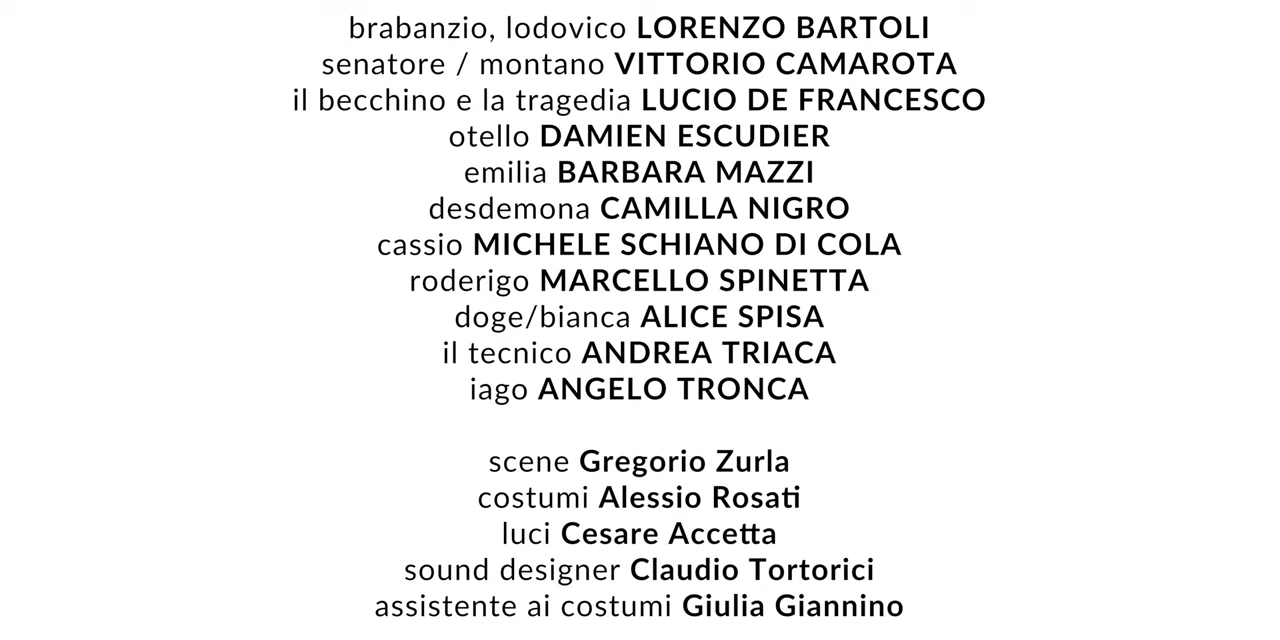 brabanzio, lodovico LORENZO BARTOLI
senatore / montano VITTORIO CAMAROTA
il becchino e la tragedia LUCIO DE FRANCESCO
otello DAMIEN ESCUDIER
emilia BARBARA MAZZI
desdemona CAMILLA NIGRO
cassio MICHELE SCHIANO DI COLA
roderigo MARCELLO SPINETTA
doge/bianca ALICE SPISA
il tecnico ANDREA TRIACA
iago ANGELO TRONCA
scene Gregorio Zurla
costumi Alessio Rosati
luci Cesare Accetta
sound designer Claudio Tortorici
assistente ai costumi Giulia Giannino